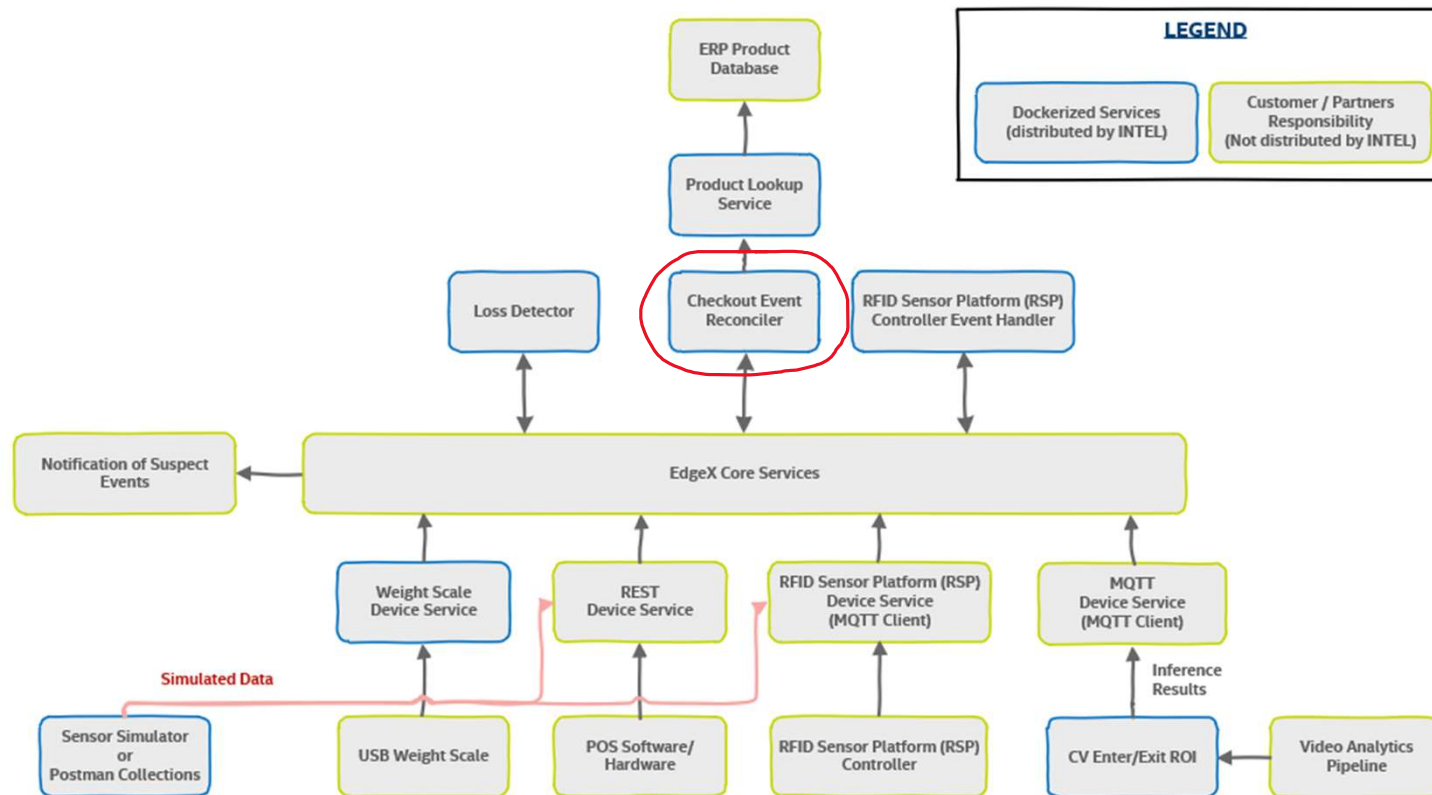 LEGEND
ERP Product
Database
Dockerized Services
(distributed by INTEL)
Customer / Partners
Responsibility
(Not distributed by INTEL)
Product Lookup
Service
Loss Detector
Checkout Event
Reconciler
RFID Sensor Platform (RSP)
Controller Event Handler
Notification of Suspect
Events
EdgeX Core Services
Weight Scale
Device Service
REST
Device Service
RFID Sensor Platform (RSP)
Device Service
(MQTT Client)
MQTT
Device Service
(MQTT Client)
Simulated Data
Inference
Results
Sensor Simulator
or
Postman Collections
USB Weight Scale
POS Software/
Hardware
RFID Sensor Platform (RSP)
Controller
CV Enter/Exit ROI
Video Analytics
Pipeline